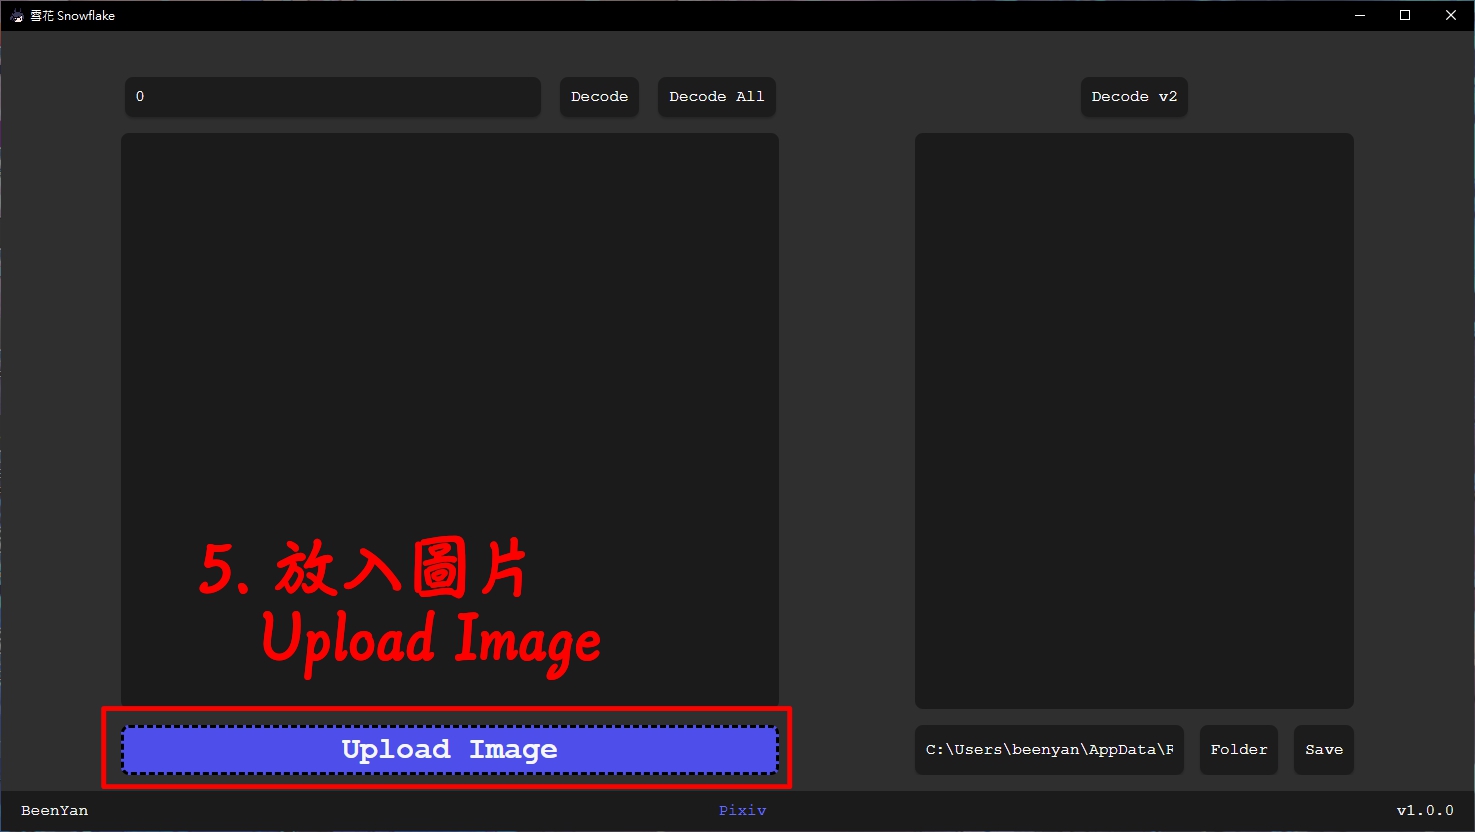 雪花 Snowflake
0
Decode
Decode All
Decode v2
5. 放入圖片
Upload Image
Upload Image
C:\Users\beenyan\AppData\R
Folder
Save
BeenYan
Pixiv
v1.0.0